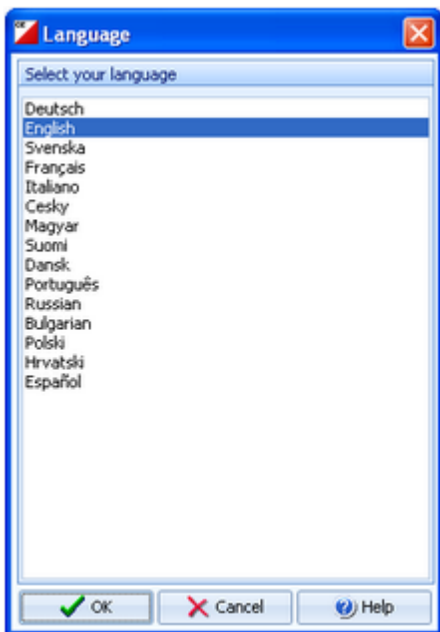 OE
Language
Select your language
Deutsch
English
Svenska
Français
Italiano
Cesky
Magyar
Suomi
Dansk
Português
Russian
Bulgarian
Polski
Hrvatski
Español
OK
Cancel
Help